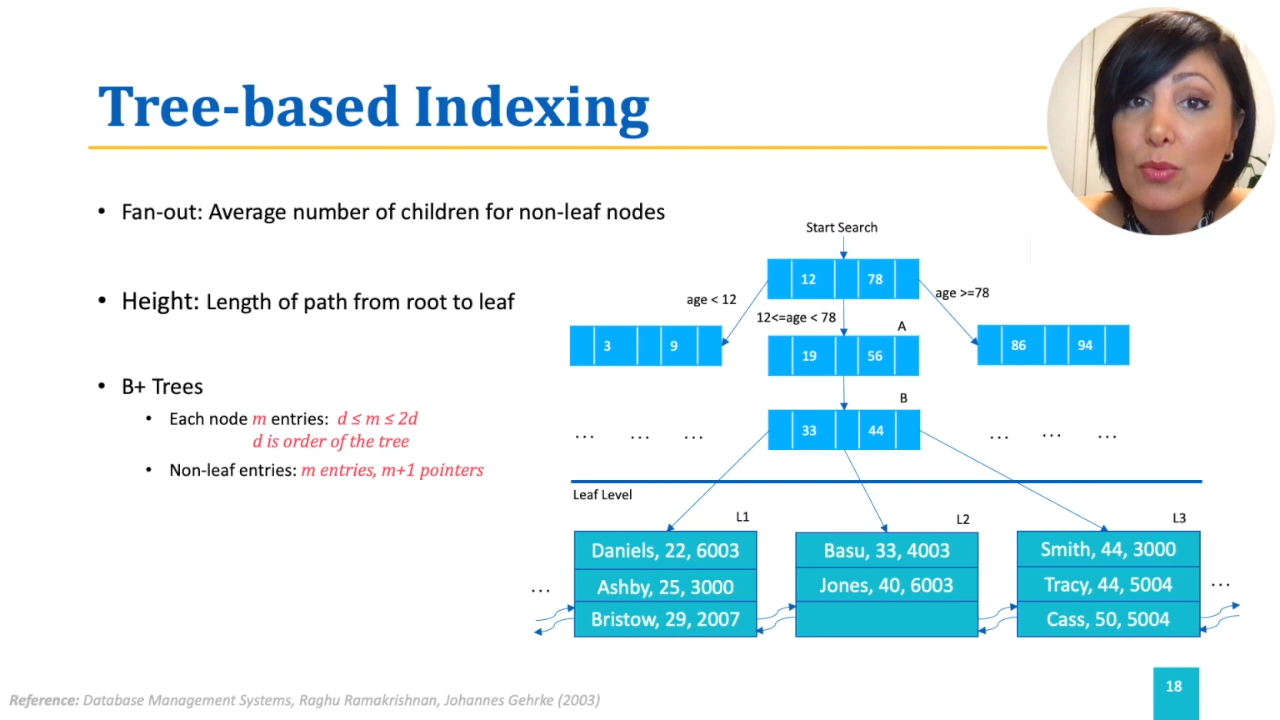 Tree-based Indexing
• Fan-out: Average number of children for non-leaf nodes
• Height: Length of path from root to leaf
• B+ Trees
• Each node m entries: d ≤ m ≤ 2d
d is order of the tree
• Non-leaf entries: m entries, m+1 pointers
Start Search
12 78
age < 12
12<=age < 78
age >=78
3 9
A
19 56
86 94
B
33 44
... ... ...
... ... ...
Leaf Level
L1
Daniels, 22, 6003
Ashby, 25, 3000
Bristow, 29, 2007
L2
Basu, 33, 4003
Jones, 40, 6003
L3
Smith, 44, 3000
Tracy, 44, 5004
Cass, 50, 5004
...
...
Reference: Database Management Systems, Raghu Ramakrishnan, Johannes Gehrke (2003)
18